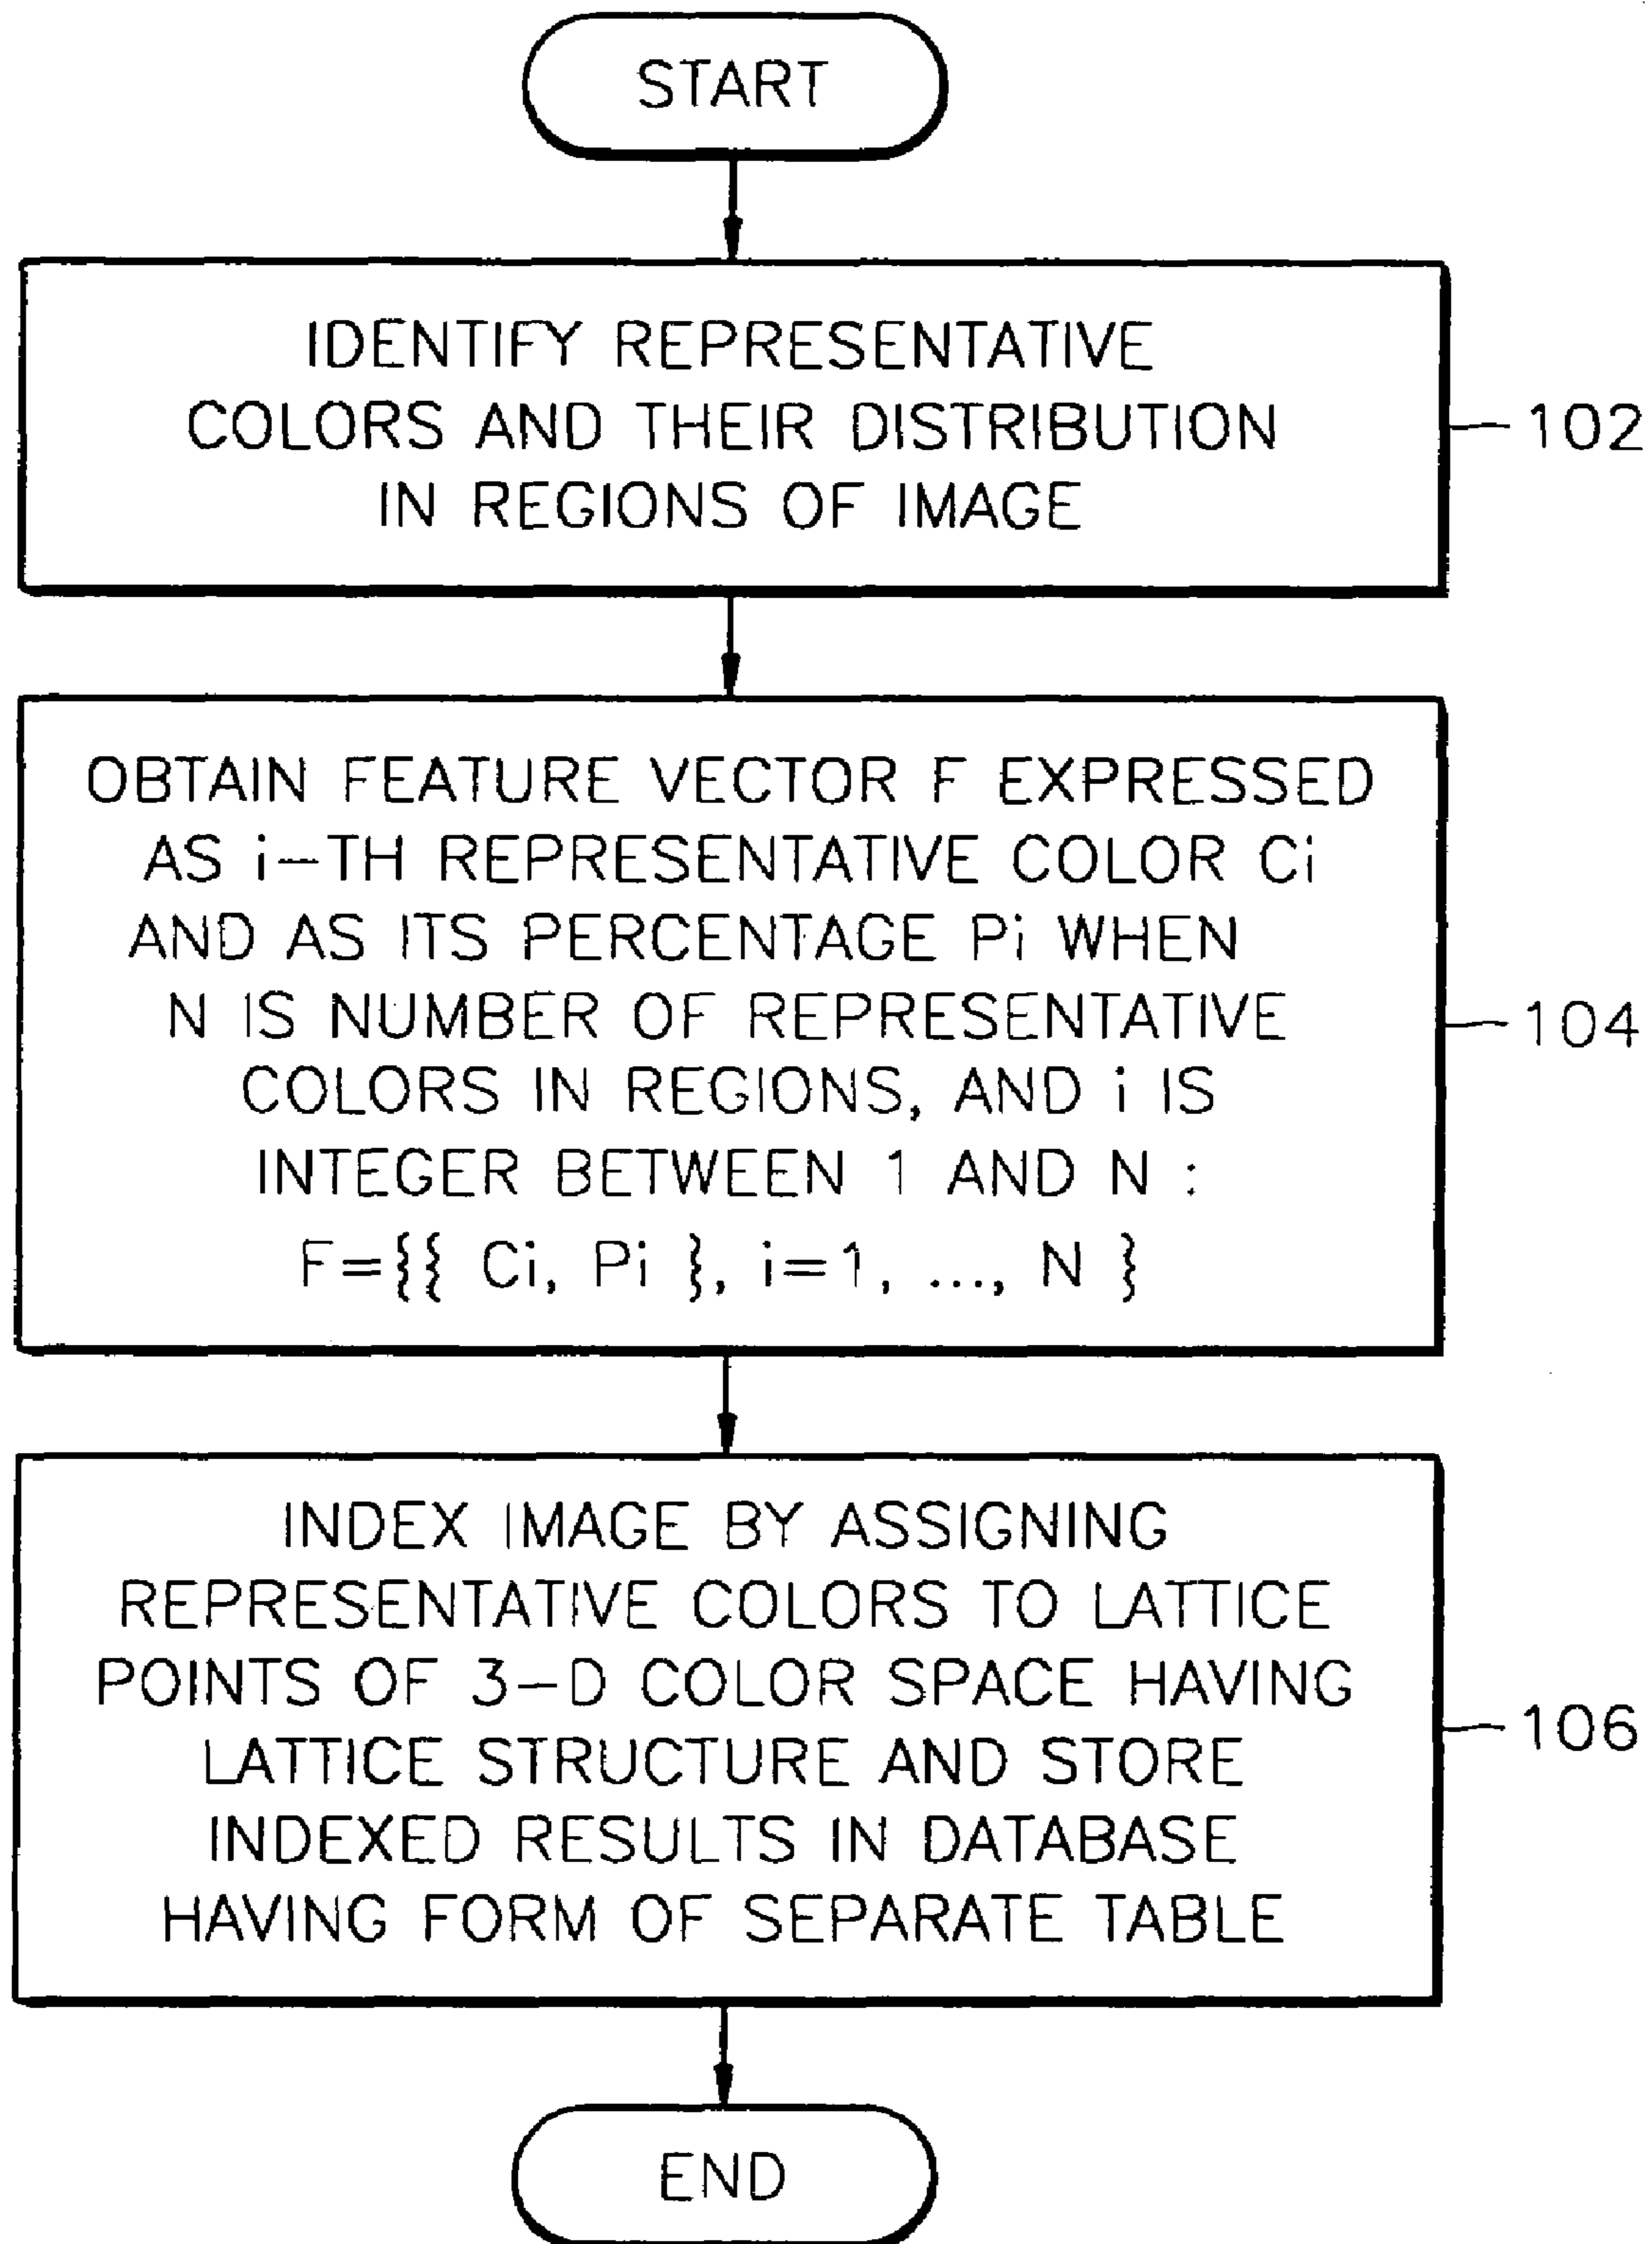 START
IDENTIFY REPRESENTATIVE
COLORS AND THEIR DISTRIBUTION
IN REGIONS OF IMAGE
102
OBTAIN FEATURE VECTOR F EXPRESSED
AS i-TH REPRESENTATIVE COLOR Ci
AND AS ITS PERCENTAGE Pi WHEN
N IS NUMBER OF REPRESENTATIVE
COLORS IN REGIONS, AND i IS
INTEGER BETWEEN 1 AND N :
F={{ Ci, Pi }, i=1, ..., N }
104
INDEX IMAGE BY ASSIGNING
REPRESENTATIVE COLORS TO LATTICE
POINTS OF 3-D COLOR SPACE HAVING
LATTICE STRUCTURE AND STORE
INDEXED RESULTS IN DATABASE
HAVING FORM OF SEPARATE TABLE
106
END